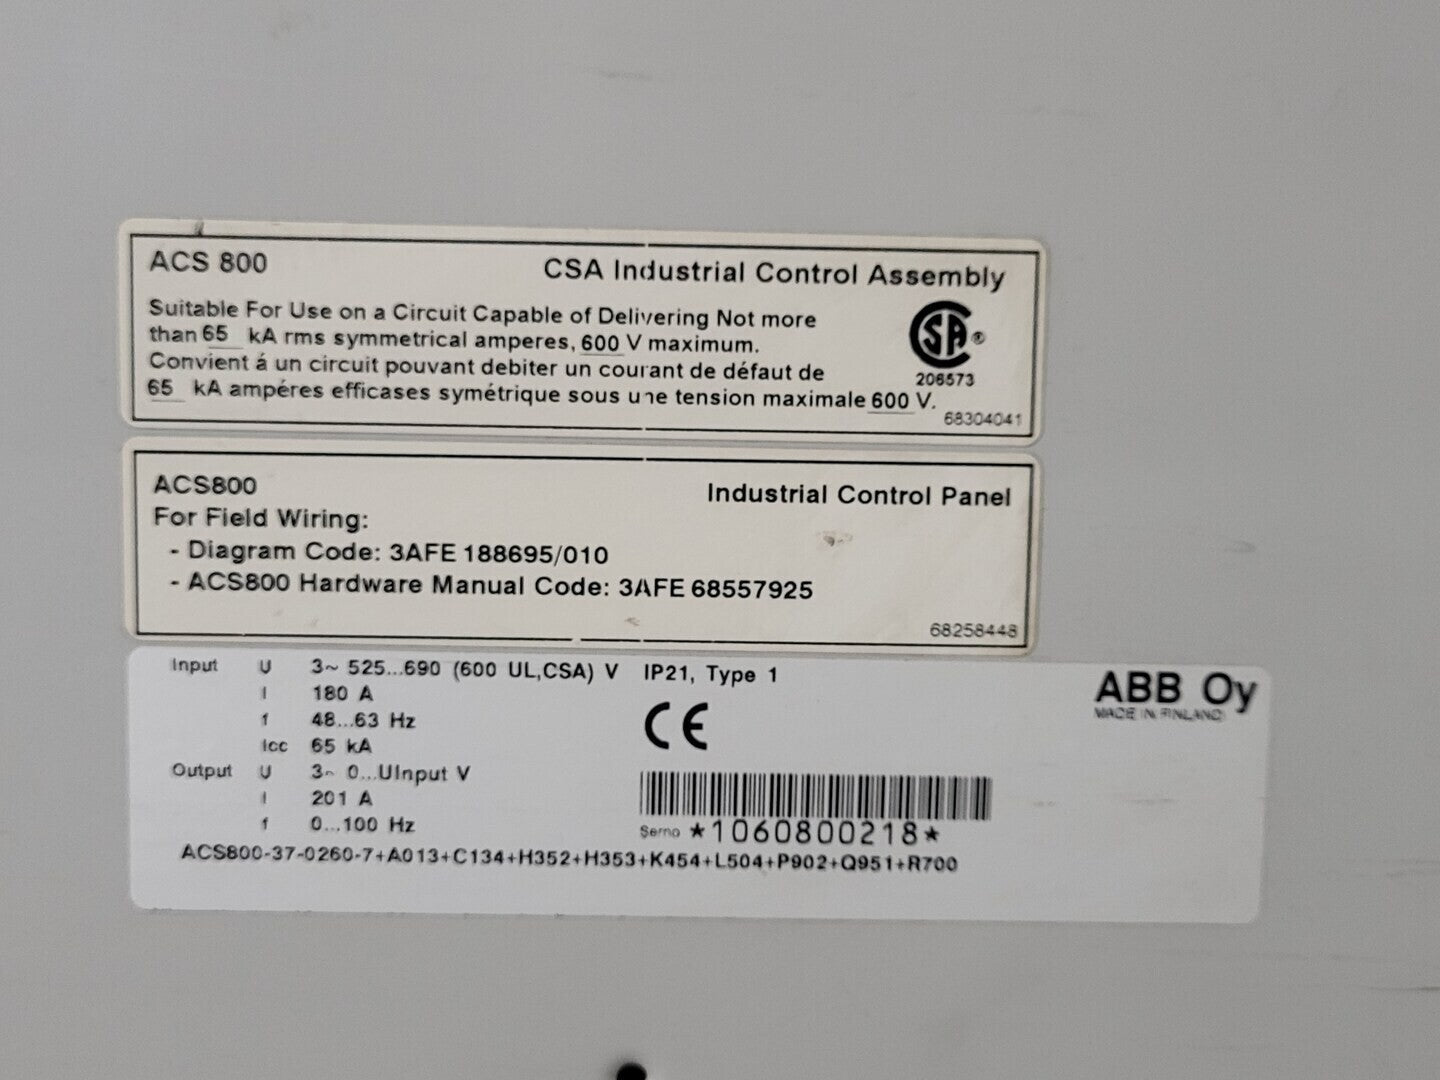 ACS 800
CSA Industrial Control Assembly
Suitable For Use on a Circuit Capable of Delivering Not more
than 65 kA rms symmetrical amperes, 600 V maximum.
Convient á un circuit pouvant debiter un courant de défaut de
65 kA ampéres efficases symétrique sous une tension maximale 600 V.
CSA®
206573
68304041
ACS800
Industrial Control Panel
For Field Wiring:
- Diagram Code: 3AFE 188695/010
- ACS800 Hardware Manual Code: 3AFE 68557925
68258448
Input U 3~ 525...690 (600 UL,CSA) V IP21, Type 1
I 180 A
f 48...63 Hz
Icc 65 kA
Output U 3~ 0...UInput V
I 201 A
f 0...100 Hz
CE
ABB Oy
MADE IN FINLAND
Serno *1060800218*
ACS800-37-0260-7+A013+C134+H352+H353+K454+L504+P902+Q951+R700